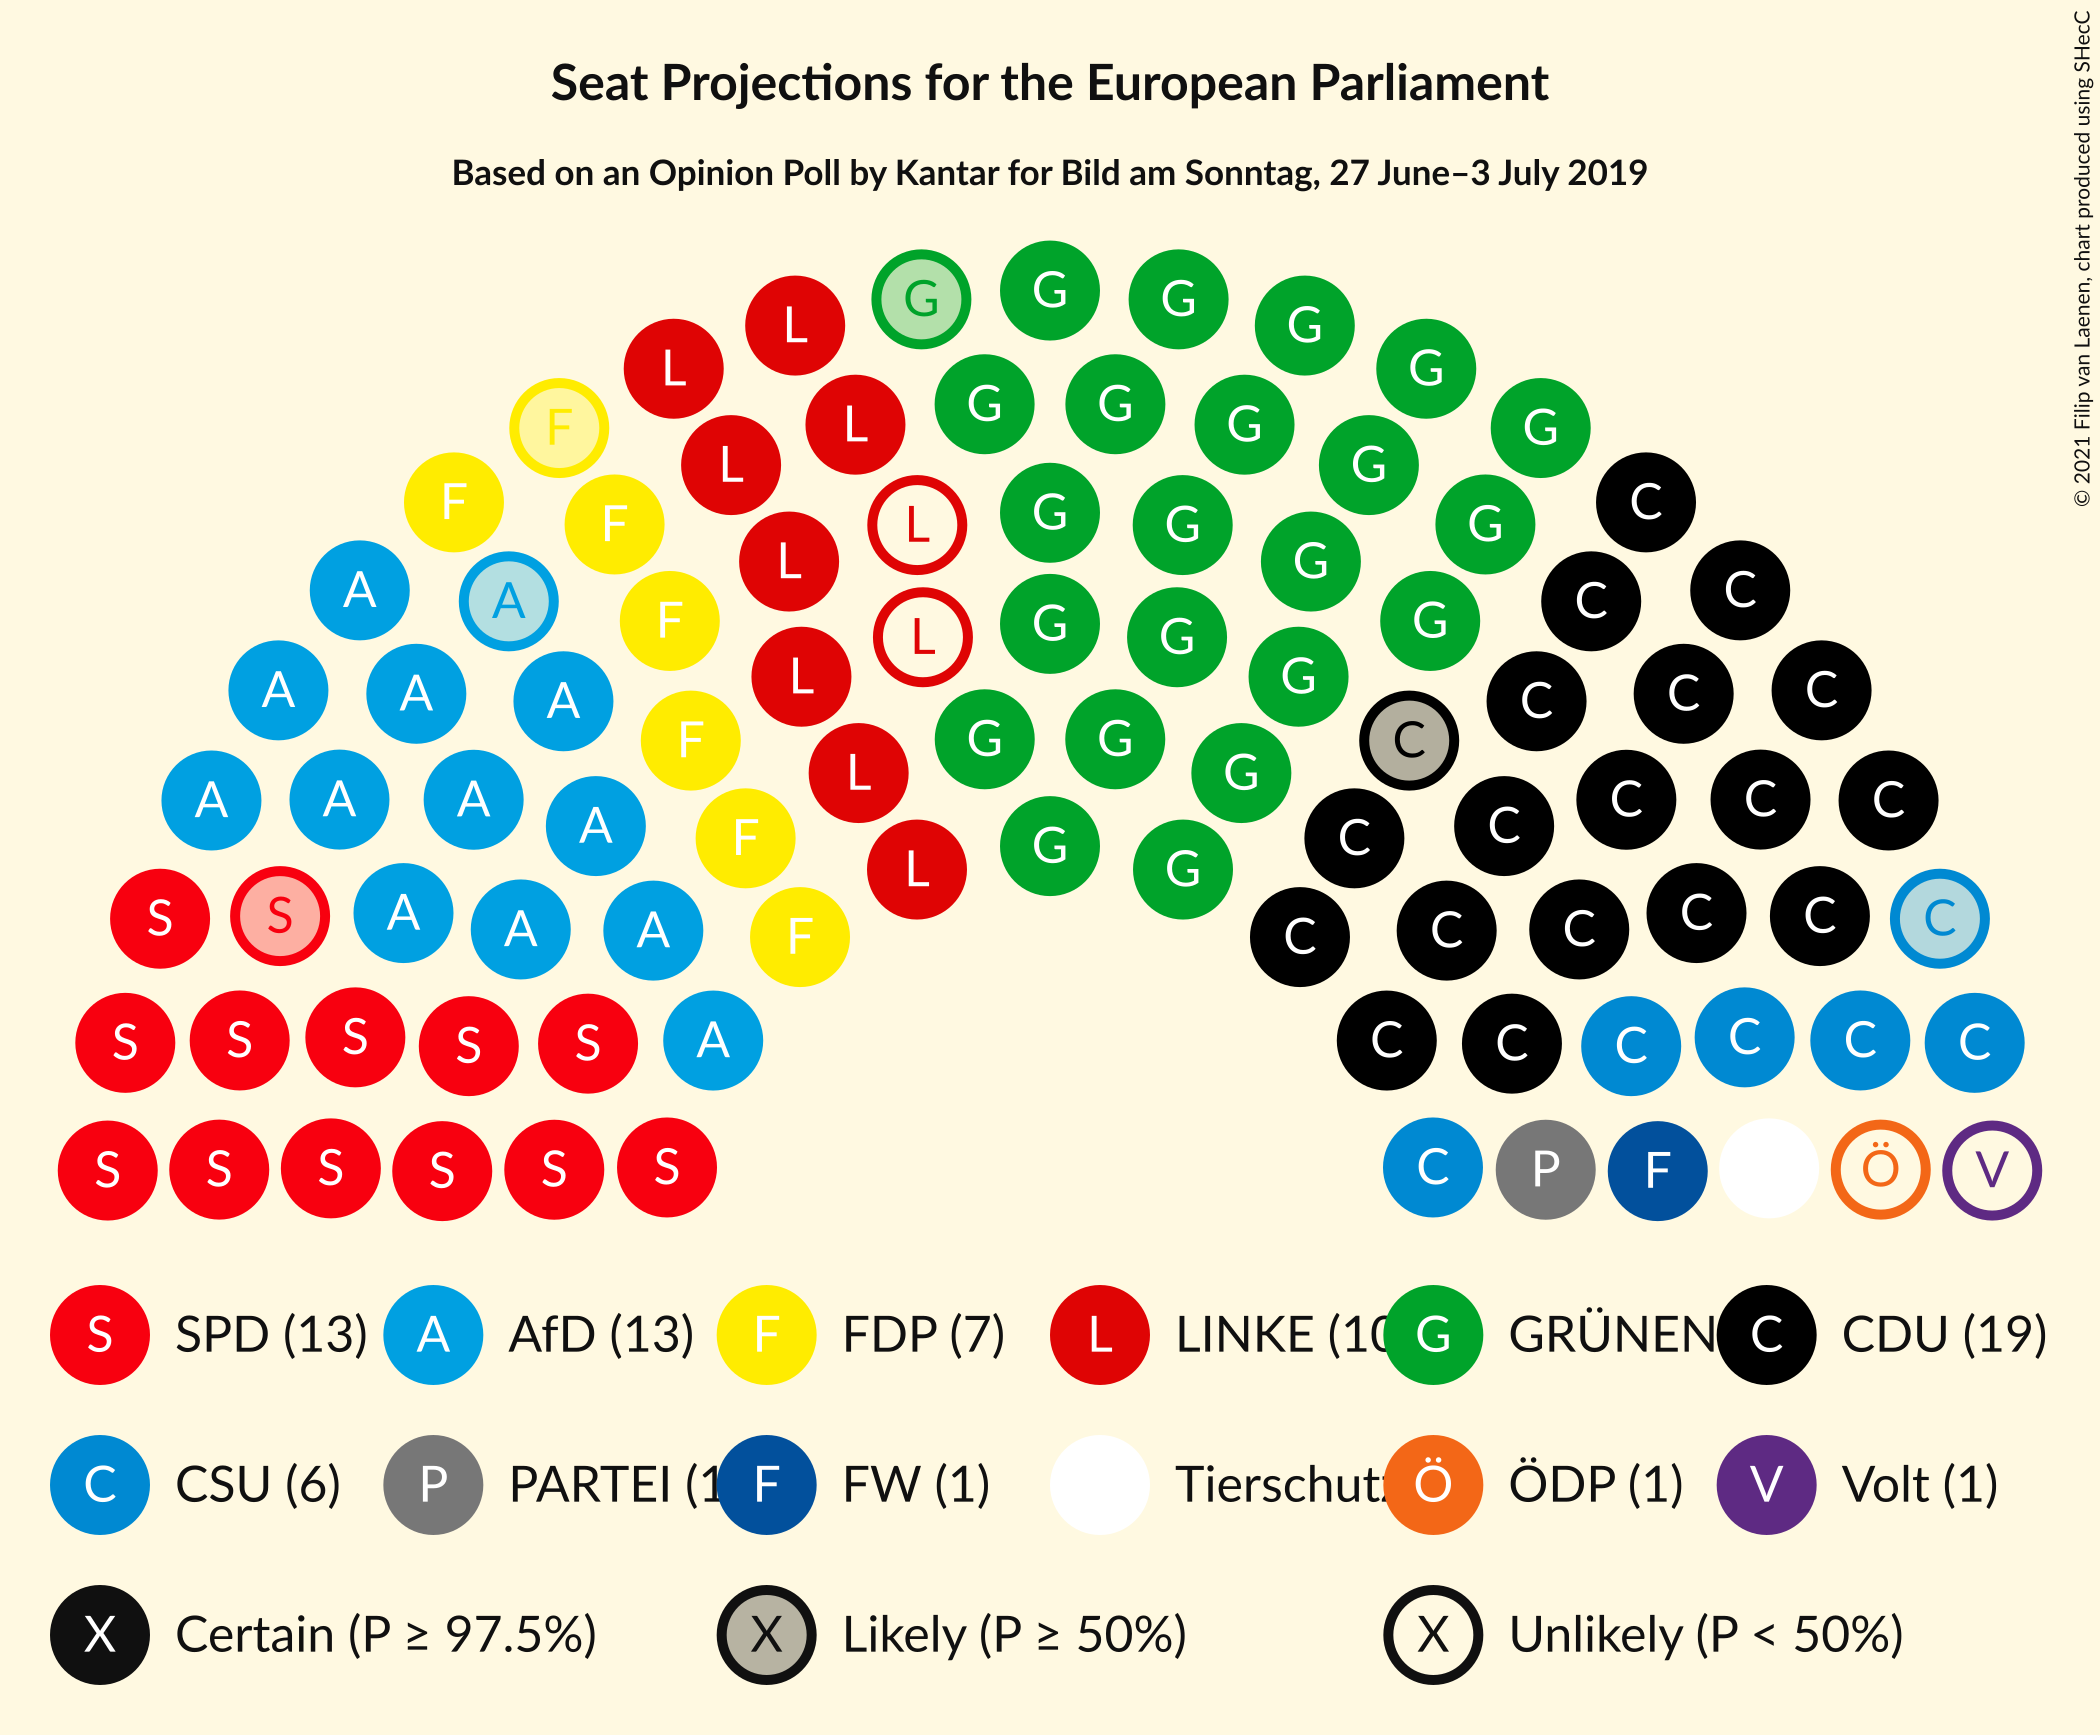 © 2021 Filip van Laenen, chart produced using SHecC
Seat Projections for the European Parliament
Based on an Opinion Poll by Kantar for Bild am Sonntag, 27 June–3 July 2019
G G G
L G
L G
G G
F L G G
L G
F G C
F L G G
L G
A A C C
F G G
L G
L G
A A A C C C
F G G C
L G
A A A A C C C C
F G C
L G
S S A A A F C C C C C C
S S S S S A C C C C C C
S S S S S S C P F Ö V
S SPD (13) A AfD (13) F FDP (7) L LINKE (10 G GRÜNEN C CDU (19)
C CSU (6) P PARTEI (1 F FW (1) Tierschutz Ö ÖDP (1) V Volt (1)
X Certain (P ≥ 97.5%) X Likely (P ≥ 50%) X Unlikely (P < 50%)